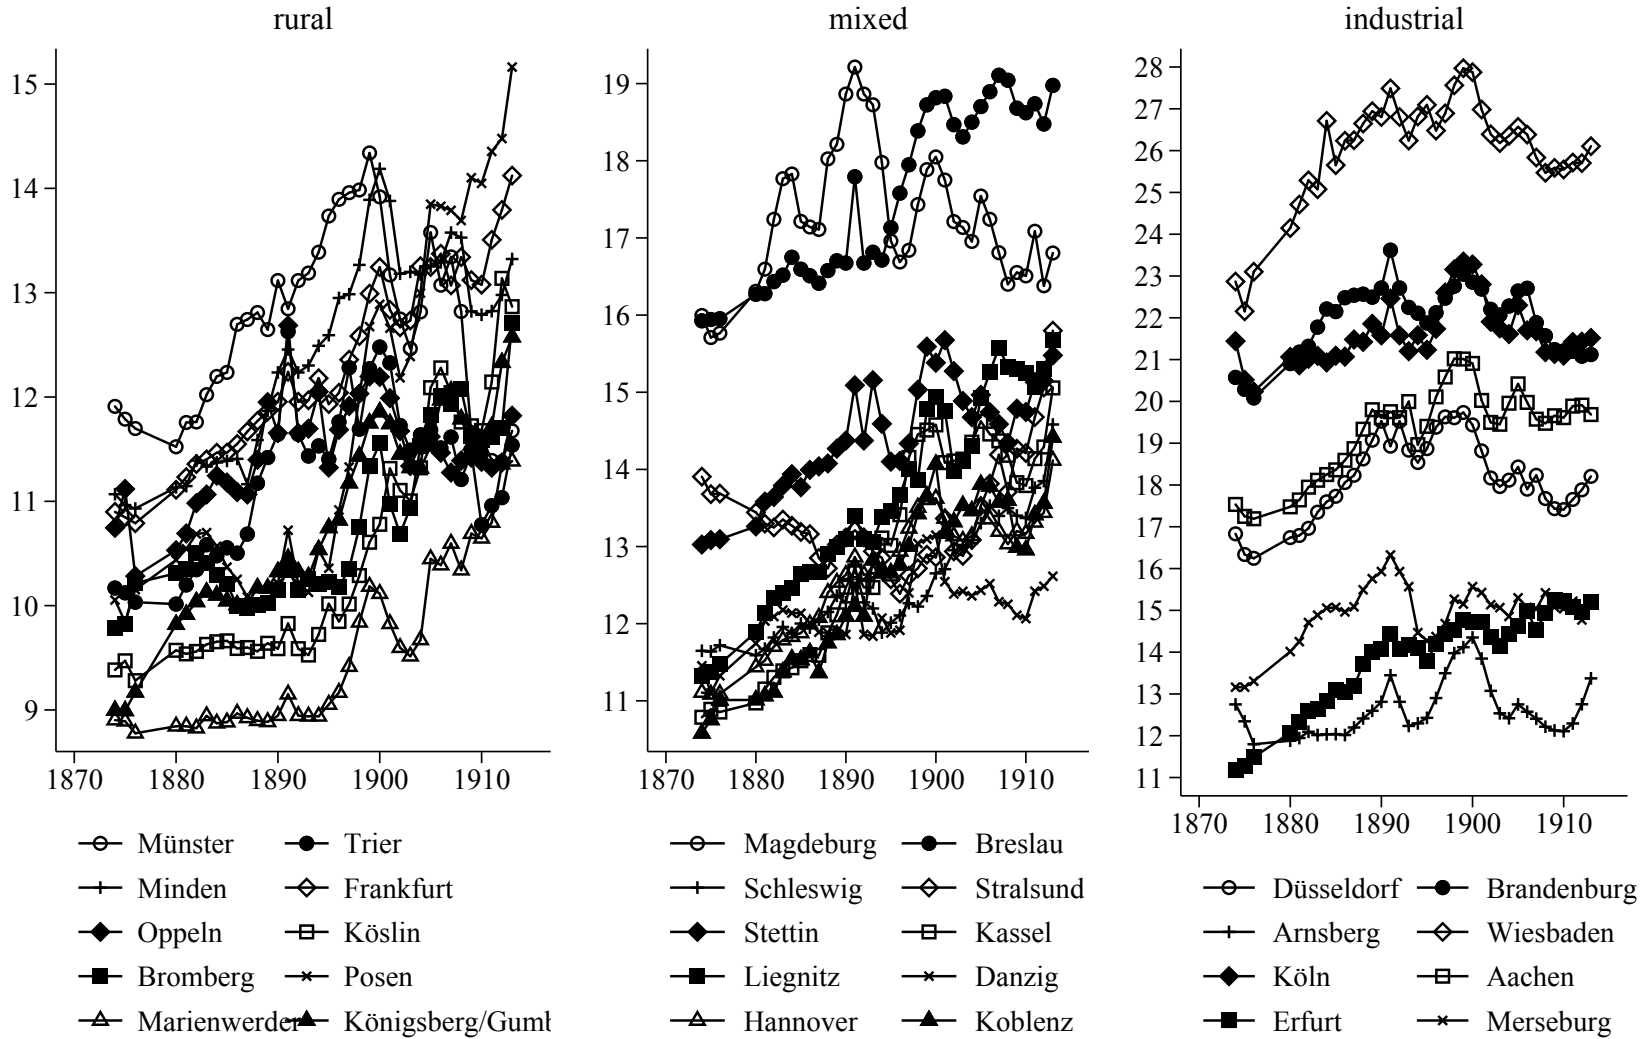 rural
15
14
13
12
11
10
9
1870 1880 1890 1900 1910
Münster Trier
Minden Frankfurt
Oppeln Köslin
Bromberg Posen
Marienwerder Königsberg/Gumb
mixed
19
18
17
16
15
14
13
12
11
1870 1880 1890 1900 1910
Magdeburg Breslau
Schleswig Stralsund
Stettin Kassel
Liegnitz Danzig
Hannover Koblenz
industrial
28
27
26
25
24
23
22
21
20
19
18
17
16
15
14
13
12
11
1870 1880 1890 1900 1910
Düsseldorf Brandenburg
Arnsberg Wiesbaden
Köln Aachen
Erfurt Merseburg